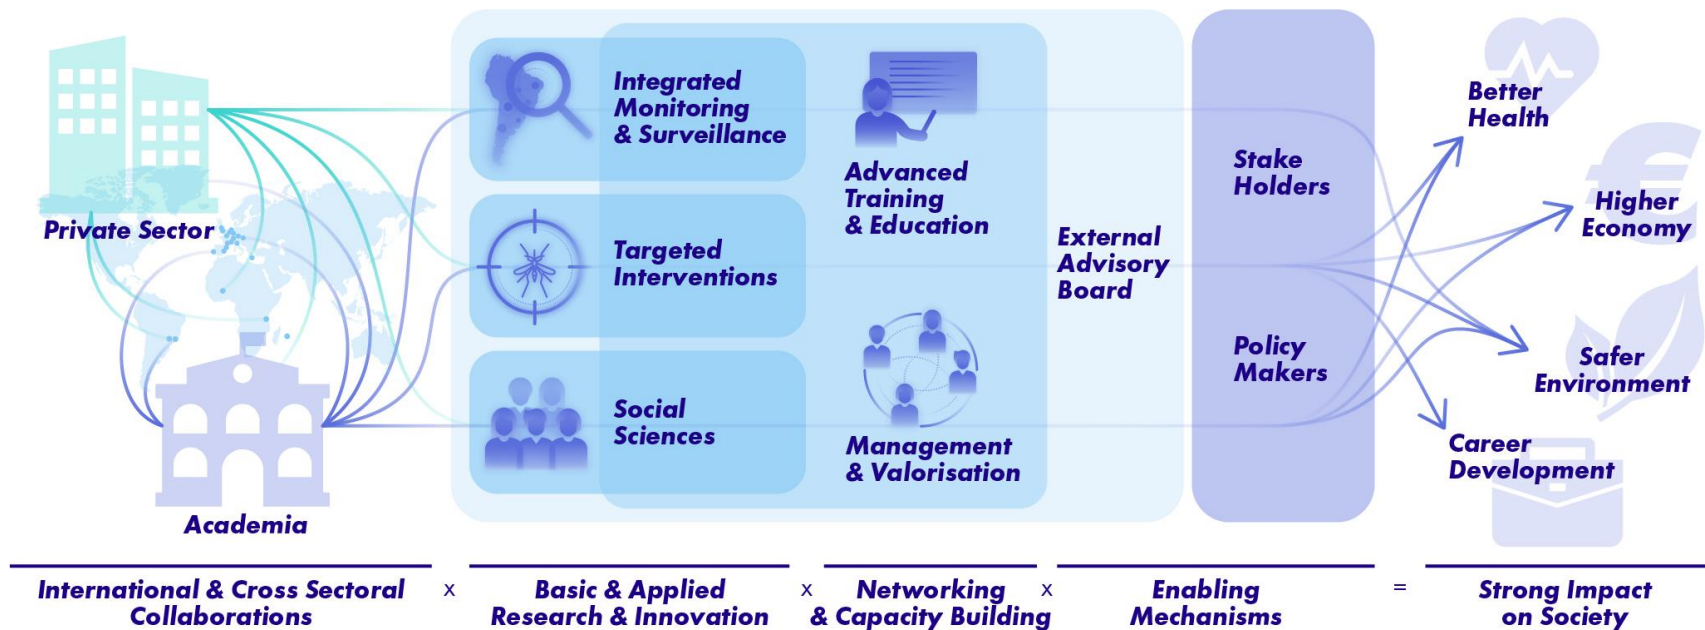 Private Sector
Academia
Integrated
Monitoring
& Surveillance
Targeted
Interventions
Social
Sciences
Advanced
Training
& Education
Management
& Valorisation
External
Advisory
Board
Stake
Holders
Policy
Makers
Better
Health
Higher
Economy
Safer
Environment
Career
Development
International & Cross Sectoral
Collaborations
x
Basic & Applied
Research & Innovation
x
Networking
& Capacity Building
x
Enabling
Mechanisms
=
Strong Impact
on Society